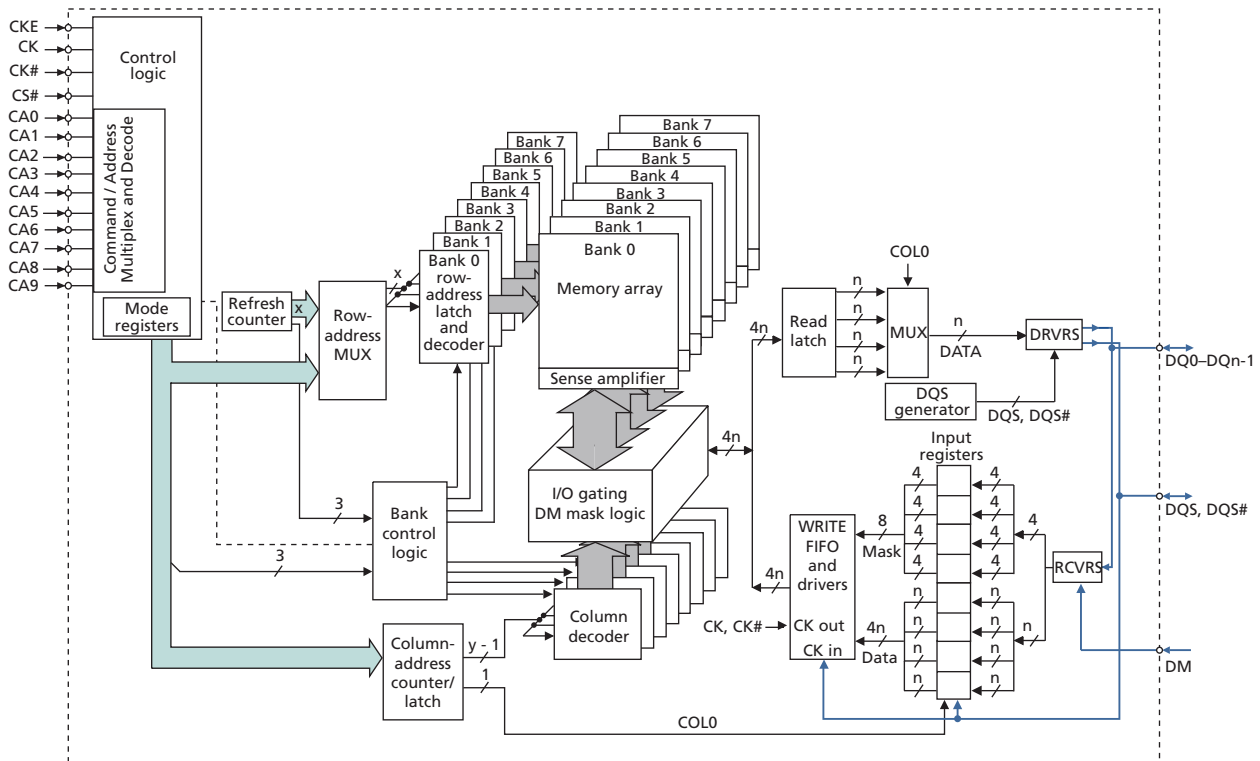 CKE
CK
CK#
CS#
CA0
CA1
CA2
CA3
CA4
CA5
CA6
CA7
CA8
CA9
Control
logic
Command / Address
Multiplex and Decode
Mode
registers
Refresh
counter
x
Row-
address
MUX
x
Bank 7
Bank 6
Bank 5
Bank 4
Bank 3
Bank 2
Bank 1
Bank 0
row-
address
latch
and
decoder
Bank 7
Bank 6
Bank 5
Bank 4
Bank 3
Bank 2
Bank 1
Bank 0
Memory array
Sense amplifier
3
3
Bank
control
logic
I/O gating
DM mask logic
Column
decoder
Column-
address
counter/
latch
y - 1
1
COL0
4n
4n
4n
Read
latch
n
n
n
n
COL0
MUX
n
DATA
DRVRS
DQS
generator
DQS, DQS#
DQ0–DQn-1
DQS, DQS#
DM
Input
registers
4
4
4
4
4
4
4
4
4
n
n
n
n
n
n
n
n
n
RCVRS
8
Mask
4n
Data
WRITE
FIFO
and
drivers
CK out
CK in
CK, CK#